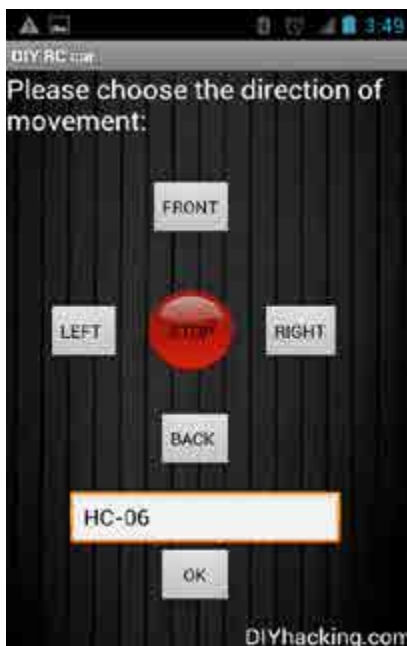 3:49
DIY RC car
Please choose the direction of
movement:
FRONT
LEFT
STOP
RIGHT
BACK
HC-06
OK
DIYhacking.com